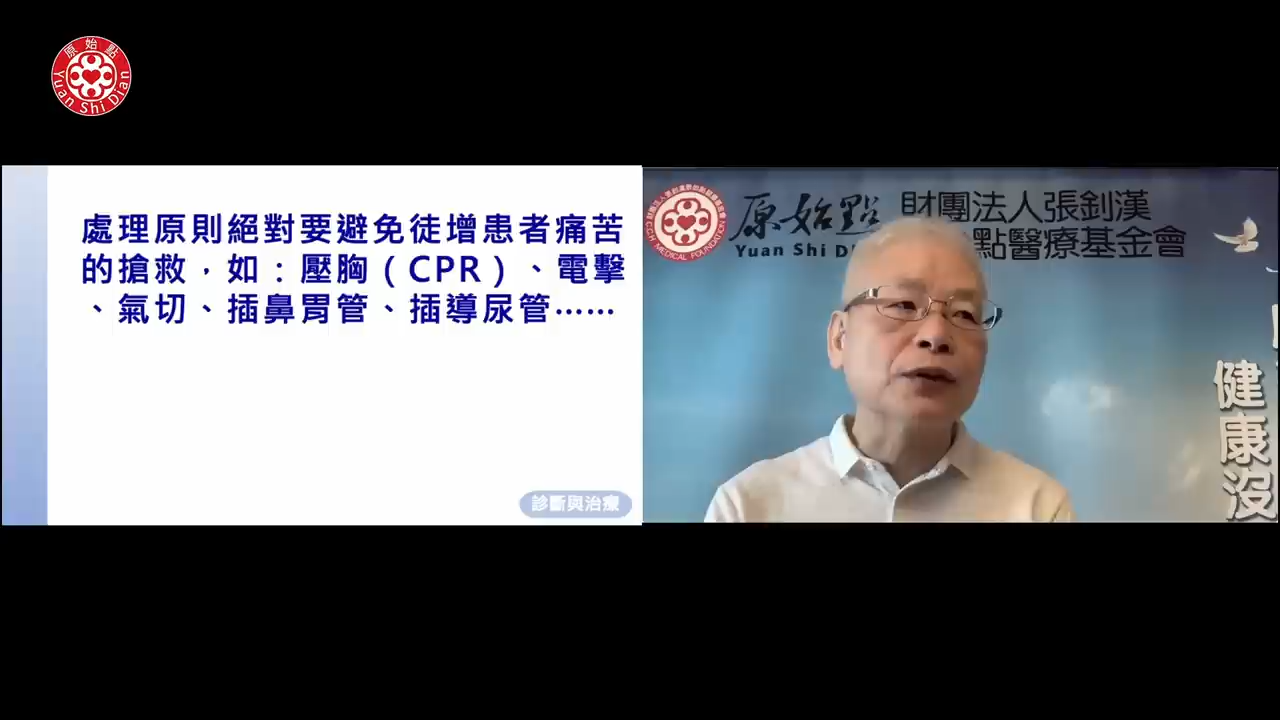 原始點
Yuan Shi Dian
處理原則絕對要避免徒增患者痛苦
的搶救，如：壓胸（CPR）、電擊
、氣切、插鼻胃管、插導尿管⋯⋯
診斷與治療
原始點
Yuan Shi D
財團法人張釗漢
點醫療基金會
健康沒